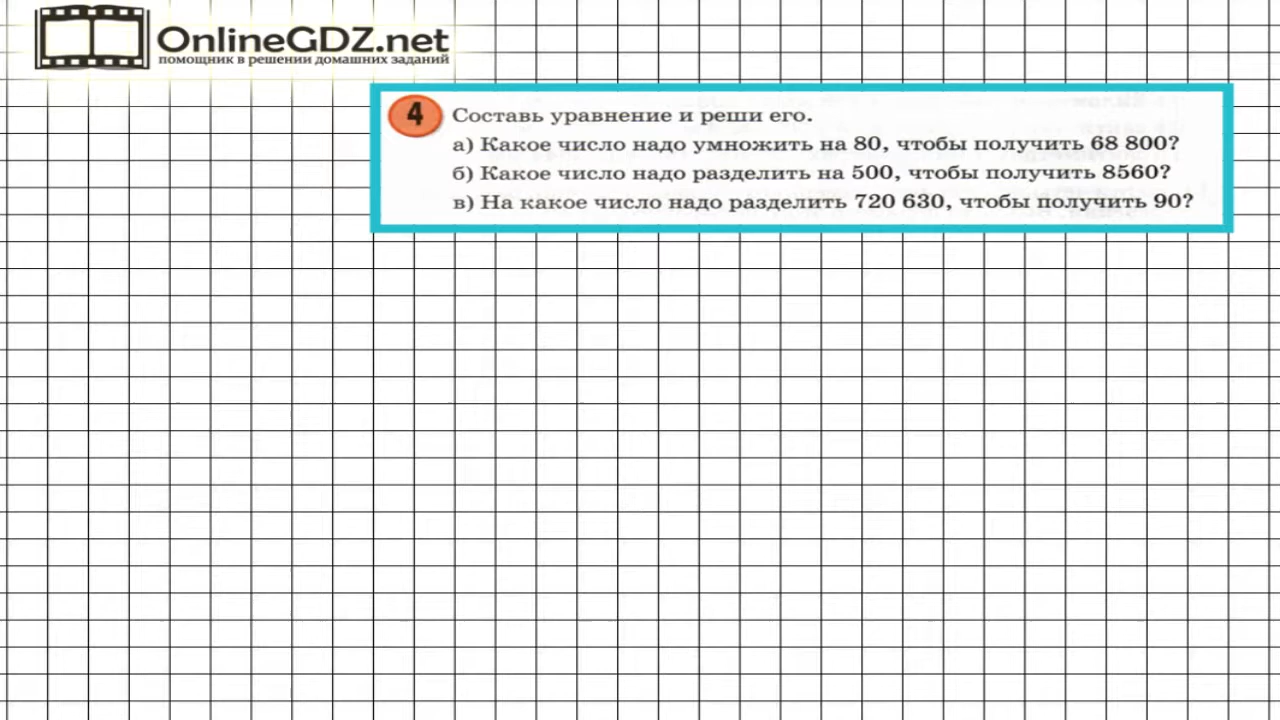 OnlineGDZ.net
помощник в решении домашних заданий
4 Составь уравнение и реши его.
а) Какое число надо умножить на 80, чтобы получить 68 800?
б) Какое число надо разделить на 500, чтобы получить 8560?
в) На какое число надо разделить 720 630, чтобы получить 90?